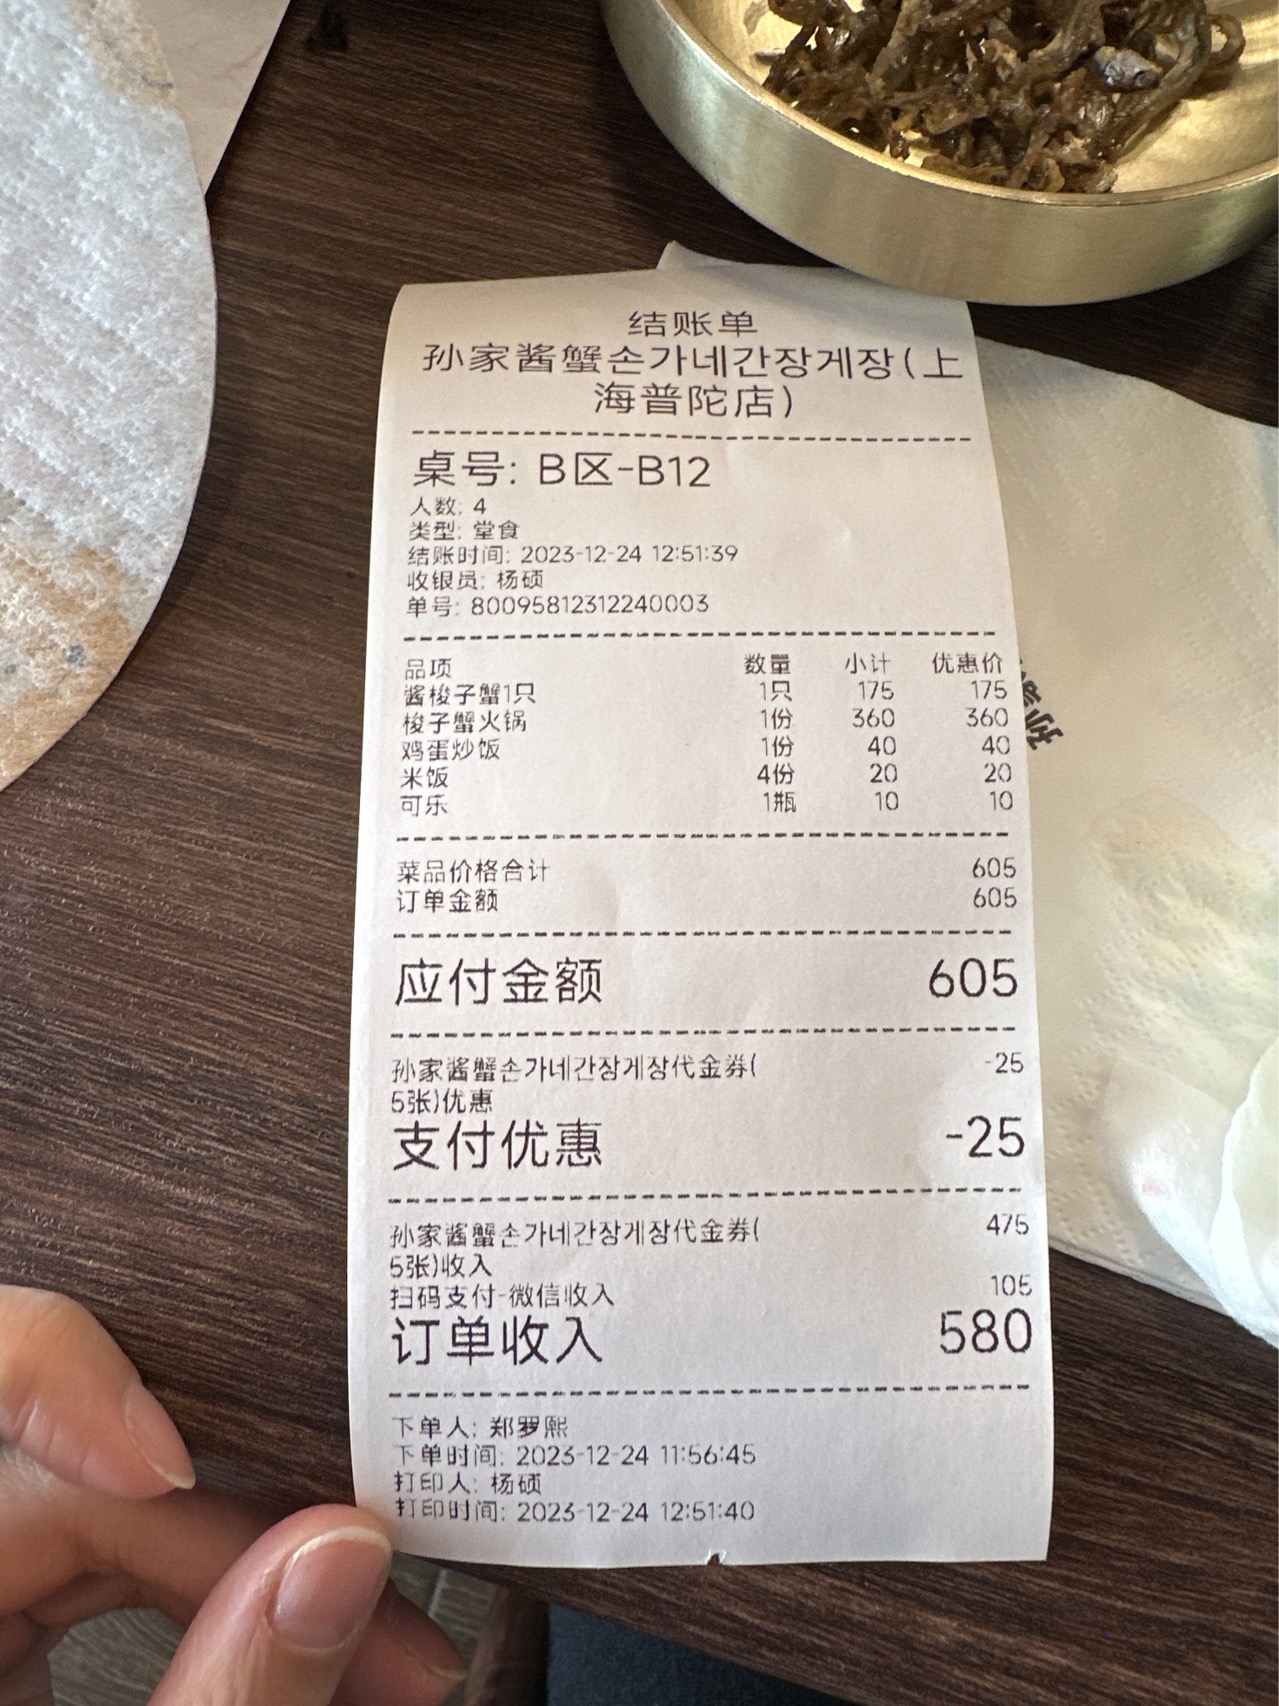 结账单
孙家酱蟹손가네간장게장(上
海普陀店)
桌号: B区-B12
人数: 4
类型: 堂食
结账时间: 2023-12-24 12:51:39
收银员: 杨硕
单号: 80095812312240003
品项 数量 小计 优惠价
酱梭子蟹1只 1只 175 175
梭子蟹火锅 1份 360 360
鸡蛋炒饭 1份 40 40
米饭 4份 20 20
可乐 1瓶 10 10
菜品价格合计 605
订单金额 605
应付金额 605
孙家酱蟹손가네간장게장代金券( -25
5张)优惠
支付优惠 -25
孙家酱蟹손가네간장게장代金券( 475
5张)收入
扫码支付-微信收入 105
订单收入 580
下单人: 郑罗熙
下单时间: 2023-12-24 11:56:45
打印人: 杨硕
打印时间: 2023-12-24 12:51:40
孙家